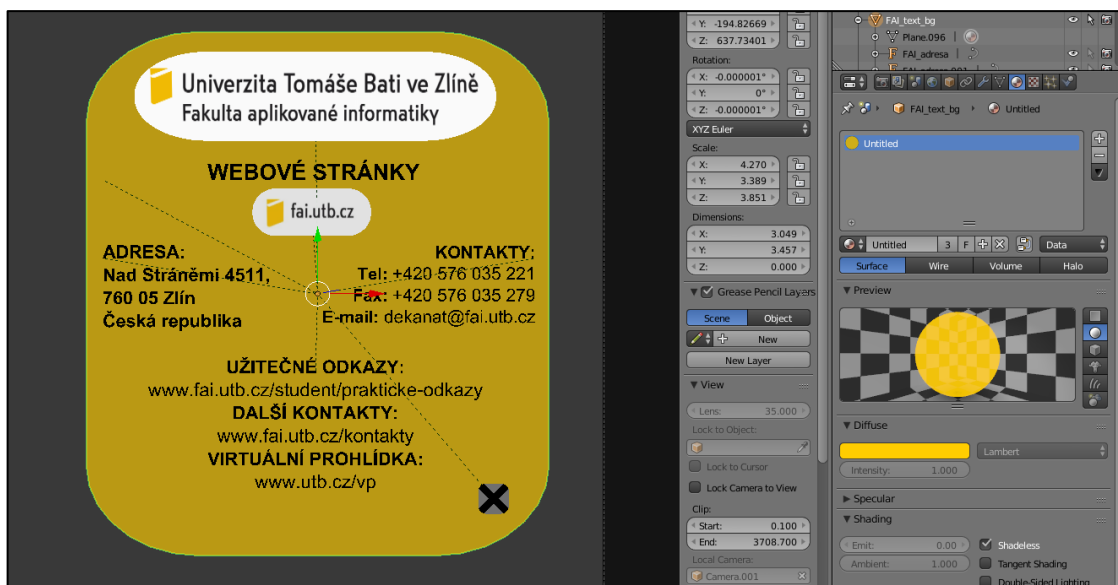 Univerzita Tomáše Bati ve Zlíně
Fakulta aplikované informatiky
WEBOVÉ STRÁNKY
fai.utb.cz
ADRESA:
Nad Stráněmi 4511,
760 05 Zlín
Česká republika
KONTAKTY:
Tel: +420 576 035 221
Fax: +420 576 035 279
E-mail: dekanat@fai.utb.cz
UŽITEČNÉ ODKAZY:
www.fai.utb.cz/student/prakticke-odkazy
DALŠÍ KONTAKTY:
www.fai.utb.cz/kontakty
VIRTUÁLNÍ PROHLÍDKA:
www.utb.cz/vp
Y: -194.82669
Z: 637.73401
Rotation:
X: -0.000001°
Y: 0°
Z: -0.000001°
XYZ Euler
Scale:
X: 4.270
Y: 3.389
Z: 3.851
Dimensions:
X: 3.049
Y: 3.457
Z: 0.000
Grease Pencil Layers
Scene Object
New
New Layer
View
Lens: 35.000
Lock to Object:
Lock to Cursor
Lock Camera to View
Clip:
Start: 0.100
End: 3708.700
Local Camera:
Camera.001
FAI_text_bg
Plane.096
FAI_adresa
FAI_text_bg Untitled
Untitled
Untitled 3 F Data
Surface Wire Volume Halo
Preview
Diffuse
Lambert
Intensity: 1.000
Specular
Shading
Emit: 0.00 Shadeless
Ambient: 1.000 Tangent Shading
Double-Sided Lighting